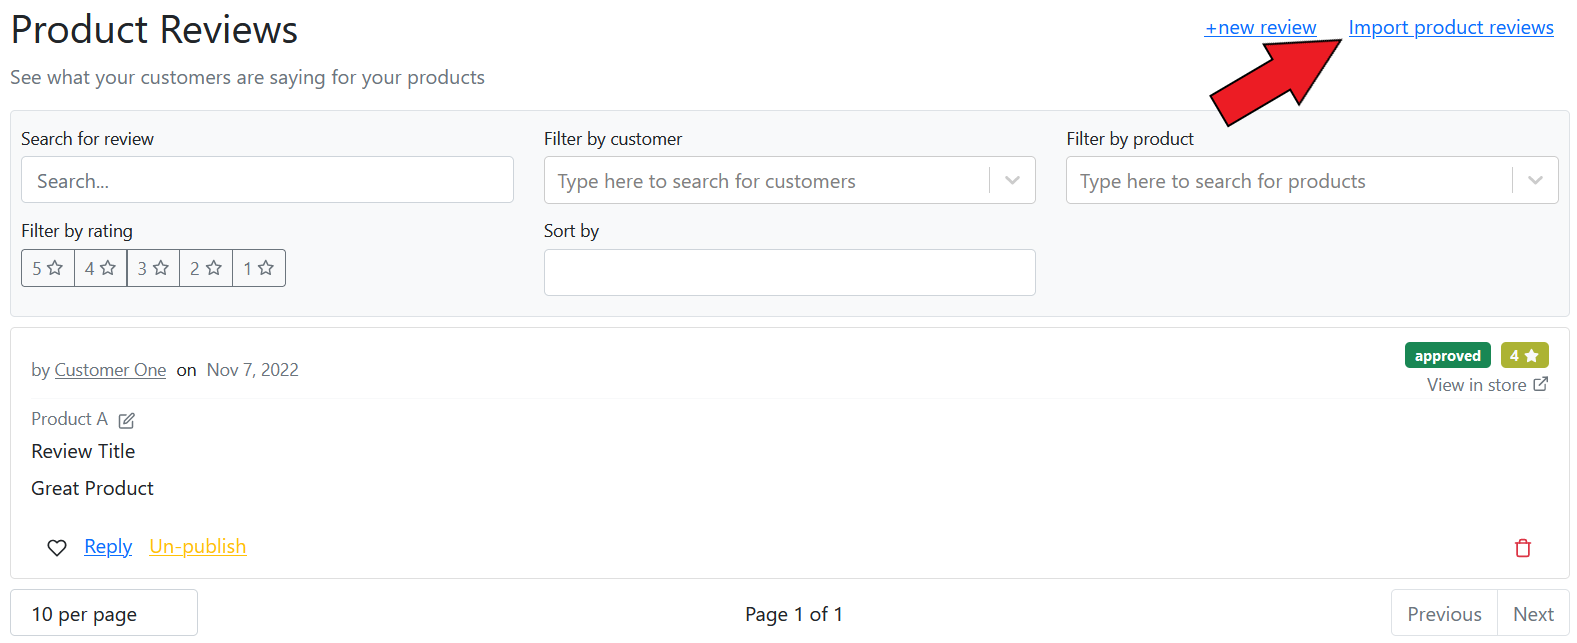 Product Reviews
+new review Import product reviews
See what your customers are saying for your products
Search for review Filter by customer Filter by product
Search... Type here to search for customers Type here to search for products
Filter by rating Sort by
5 4 3 2 1
by Customer One on Nov 7, 2022 approved 4
View in store
Product A
Review Title
Great Product
Reply Un-publish
10 per page Page 1 of 1 Previous Next